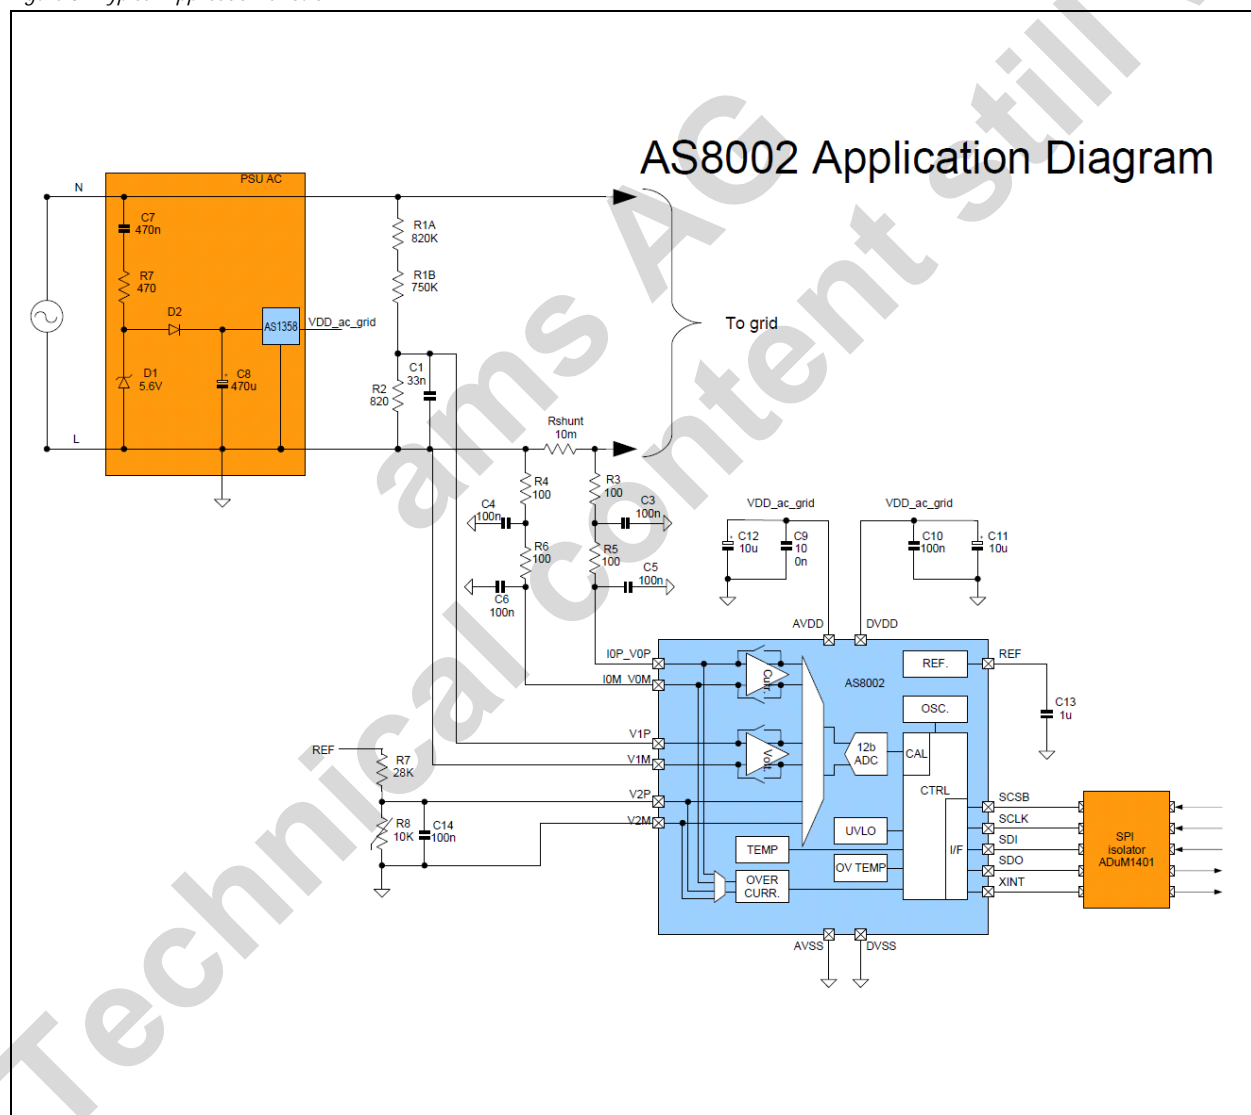 AS8002 Application Diagram
N
PSU AC
C7
470n
R1A
820K
R7
470
R1B
750K
D2
AS1358
VDD_ac_grid
To grid
D1
5.6V
C8
470u
C1
33n
R2
820
L
Rshunt
10m
R4
100
R3
100
C4
100n
C3
100n
R6
100
R5
100
C6
100n
C5
100n
VDD_ac_grid
VDD_ac_grid
C12
10u
C9
10
0n
C10
100n
C11
10u
AVDD
DVDD
I0P_V0P
I0M_V0M
Curr.
AS8002
REF.
REF
C13
1u
OSC.
V1P
V1M
Volt.
12b
ADC
CAL
CTRL
REF
R7
28K
V2P
V2M
R8
10K
C14
100n
UVLO
TEMP
OV TEMP
OVER
CURR.
I/F
SCSB
SCLK
SDI
SDO
XINT
SPI
isolator
ADuM1401
AVSS
DVSS
ams AG
Technical content still